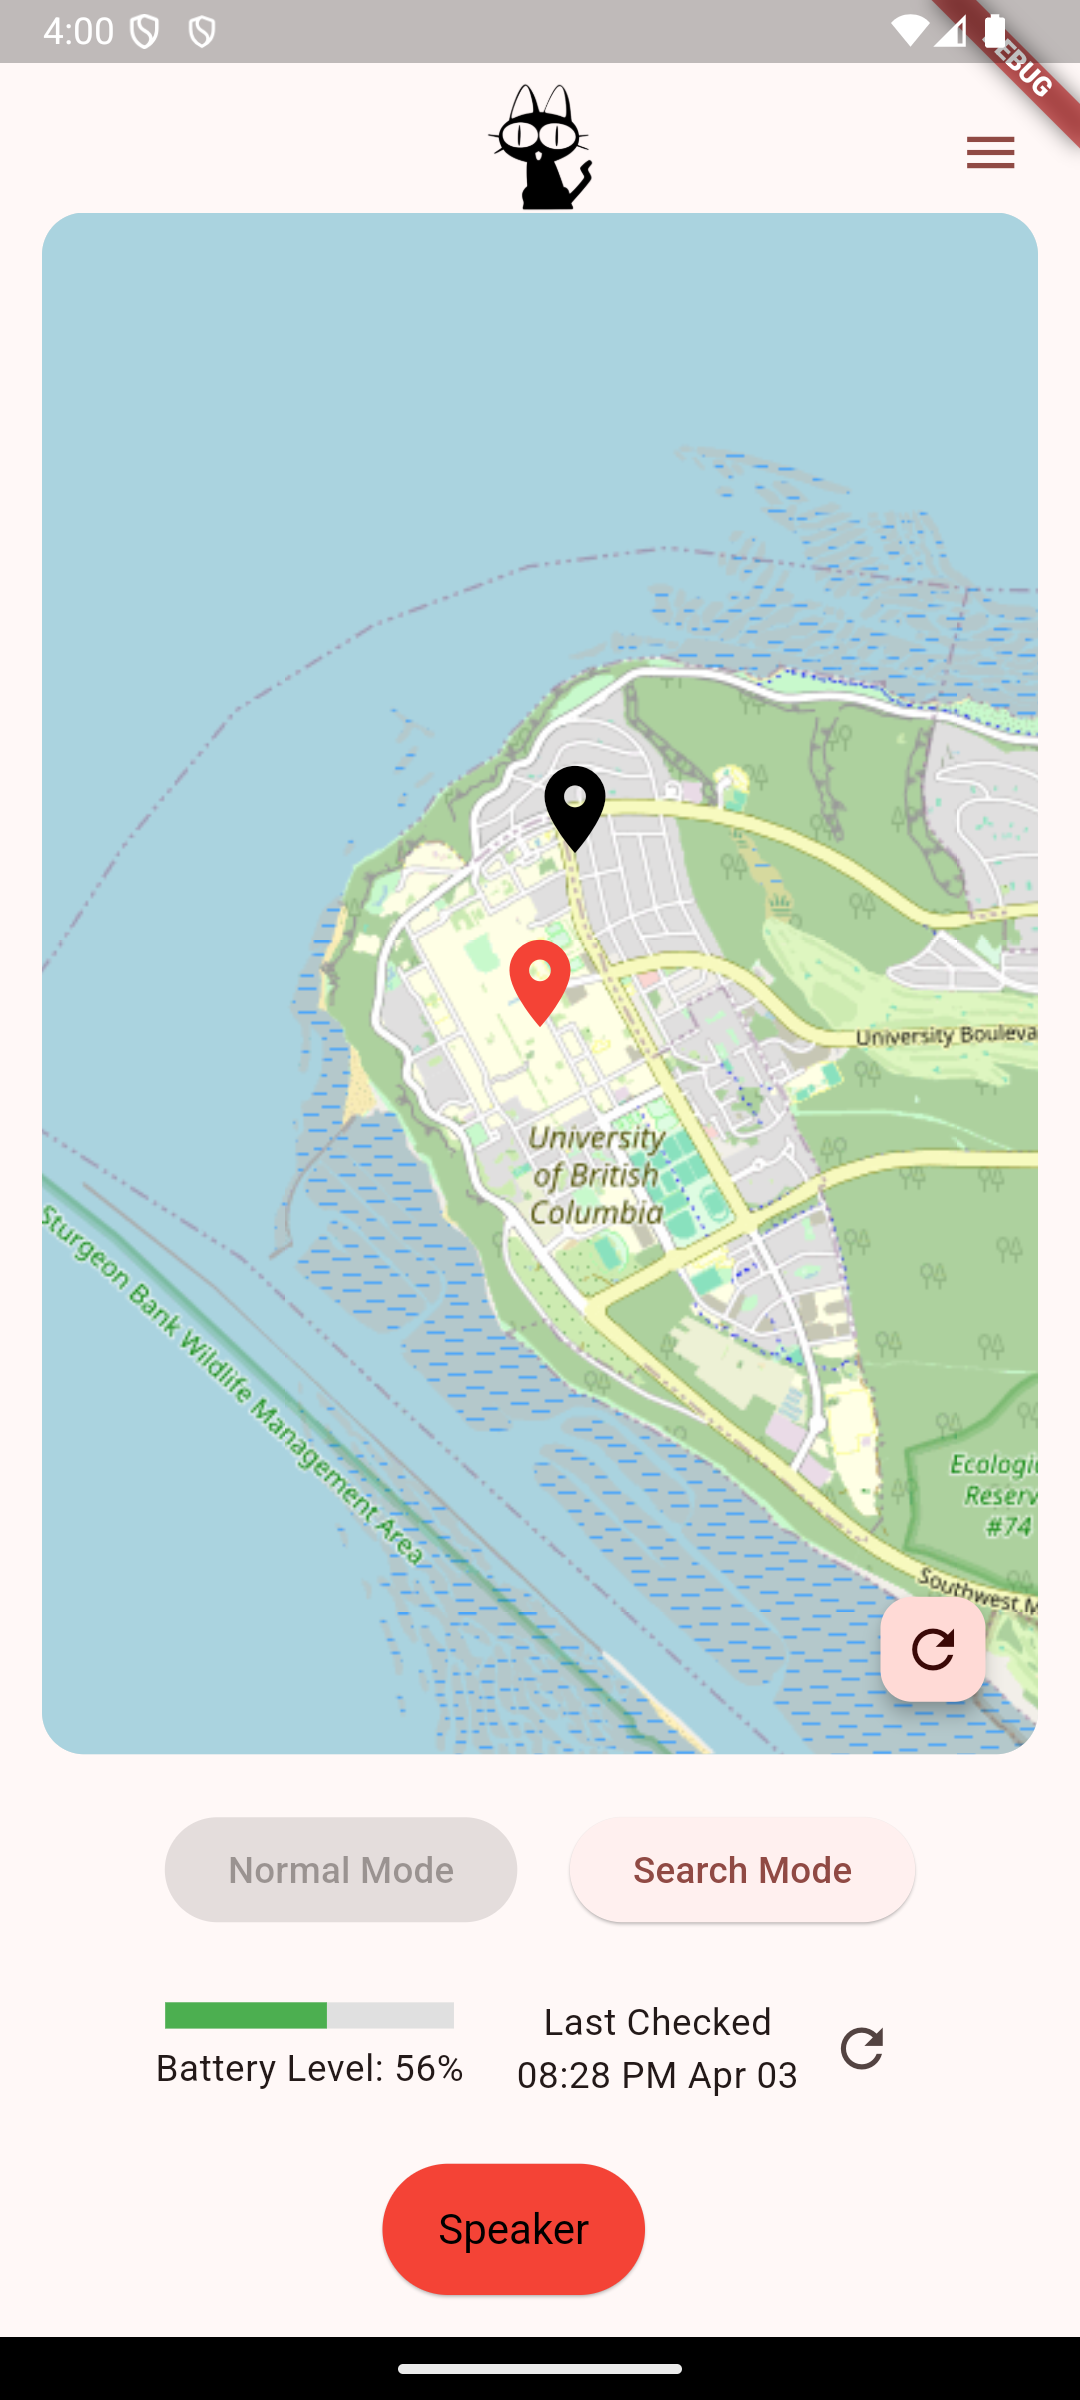 4:00
EBUG
University Bouleva
University
of British
Columbia
Sturgeon Bank Wildlife Management Area
Ecologic
Reserv
#74
Southwest M
Normal Mode
Search Mode
Battery Level: 56%
Last Checked
08:28 PM Apr 03
Speaker